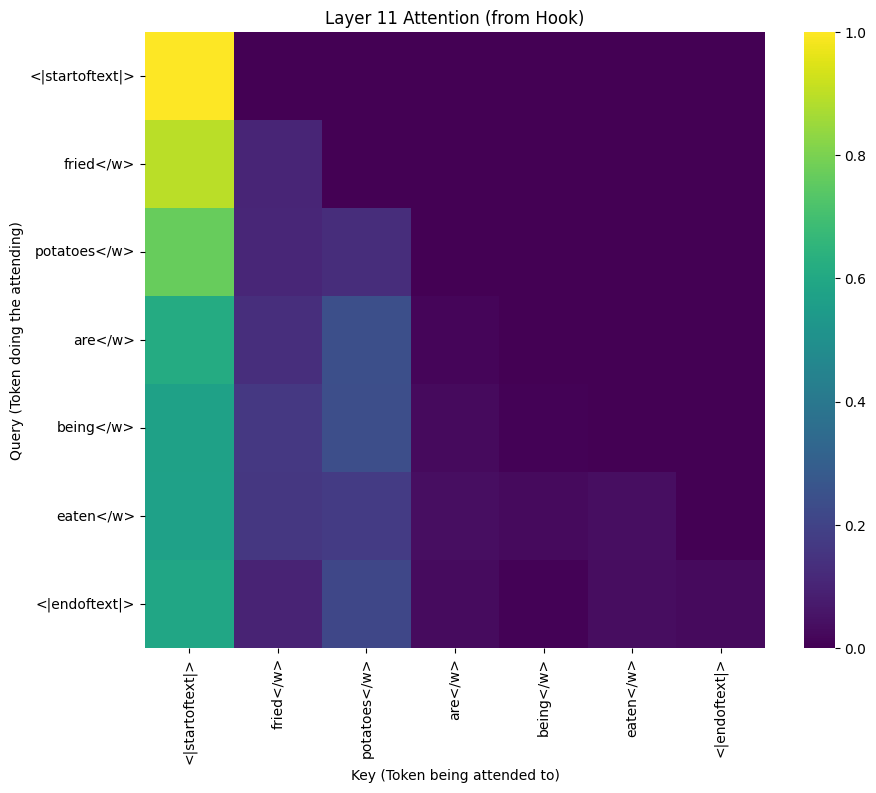 Layer 11 Attention (from Hook)
Query (Token doing the attending)
<|startoftext|>
fried</w>
potatoes</w>
are</w>
being</w>
eaten</w>
<|endoftext|>
1.0
0.8
0.6
0.4
0.2
0.0
<|startoftext|>
fried</w>
potatoes</w>
are</w>
being</w>
eaten</w>
<|endoftext|>
Key (Token being attended to)